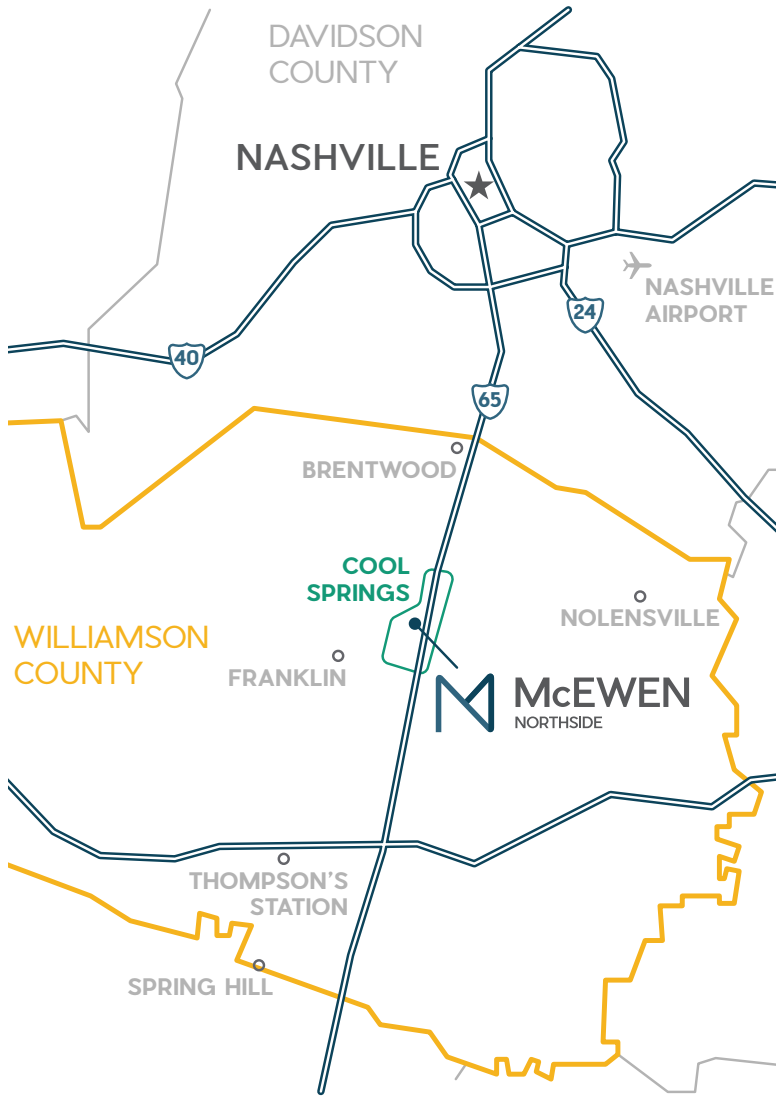 DAVIDSON
COUNTY
NASHVILLE
NASHVILLE
AIRPORT
24
40
65
BRENTWOOD
COOL
SPRINGS
NOLENSVILLE
WILLIAMSON
COUNTY
FRANKLIN
McEWEN
NORTHSIDE
THOMPSON'S
STATION
SPRING HILL